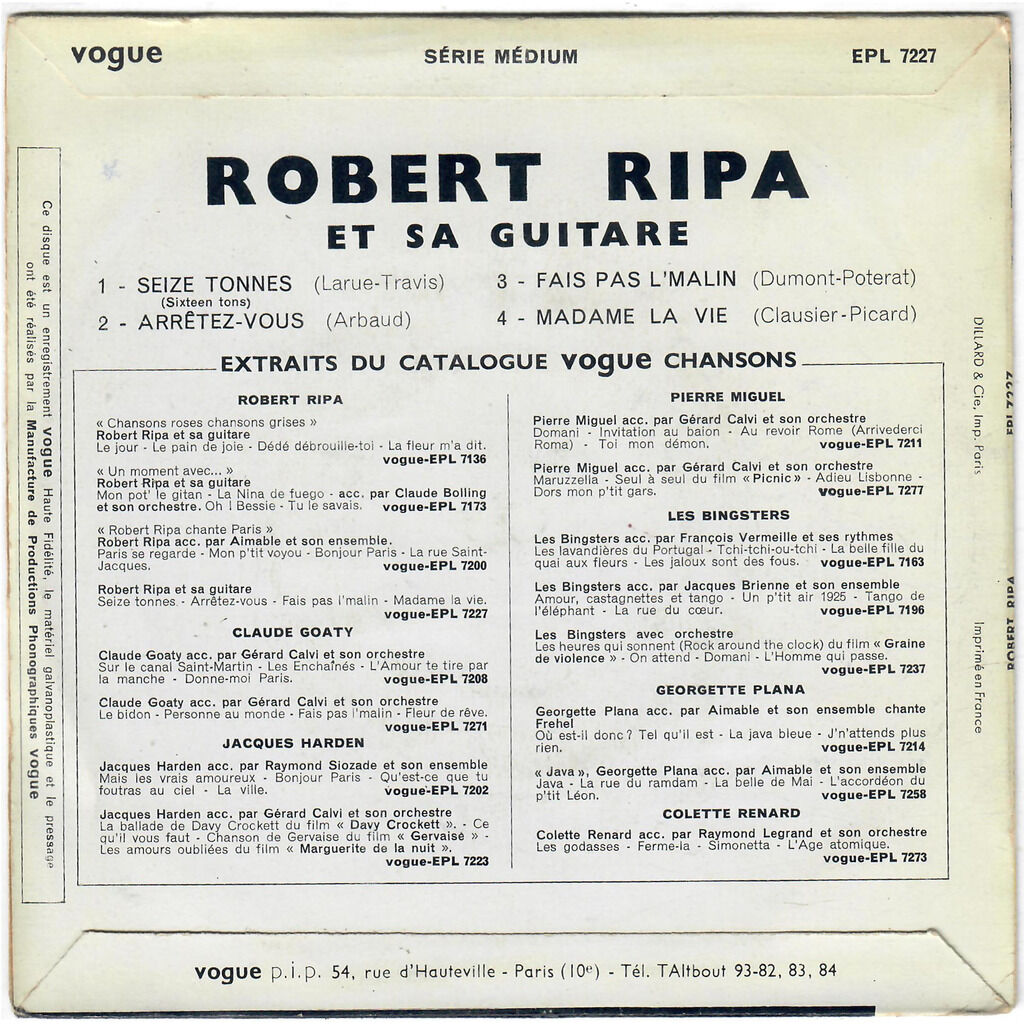 vogue SÉRIE MÉDIUM EPL 7227
ROBERT RIPA
ET SA GUITARE
1 - SEIZE TONNES (Larue-Travis)
(Sixteen tons)
2 - ARRÊTEZ-VOUS (Arbaud)
3 - FAIS PAS L'MALIN (Dumont-Poterat)
4 - MADAME LA VIE (Clausier-Picard)
EXTRAITS DU CATALOGUE vogue CHANSONS
ROBERT RIPA
« Chansons roses chansons grises »
Robert Ripa et sa guitare
Le jour - Le pain de joie - Dédé débrouille-toi - La fleur m'a dit.
vogue-EPL 7136
« Un moment avec... »
Robert Ripa et sa guitare
Mon pot' le gitan - La Nina de fuego - acc. par Claude Bolling
et son orchestre. Oh ! Bessie - Tu le savais. vogue-EPL 7173
« Robert Ripa chante Paris »
Robert Ripa acc. par Aimable et son ensemble.
Paris se regarde - Mon p'tit voyou - Bonjour Paris - La rue Saint-
Jacques. vogue-EPL 7200
Robert Ripa et sa guitare
Seize tonnes - Arrêtez-vous - Fais pas l'malin - Madame la vie.
vogue-EPL 7227
CLAUDE GOATY
Claude Goaty acc. par Gérard Calvi et son orchestre
Sur le canal Saint-Martin - Les Enchaînés - L'Amour te tire par
la manche - Donne-moi Paris. vogue-EPL 7208
Claude Goaty acc. par Gérard Calvi et son orchestre
Le bidon - Personne au monde - Fais pas l'malin - Fleur de rêve.
vogue-EPL 7271
JACQUES HARDEN
Jacques Harden acc. par Raymond Siozade et son ensemble
Mais les vrais amoureux - Bonjour Paris - Qu'est-ce que tu
foutras au ciel - La ville. vogue-EPL 7202
Jacques Harden acc. par Gérard Calvi et son orchestre
La ballade de Davy Crockett du film « Davy Crockett ». - Ce
qu'il vous faut - Chanson de Gervaise du film « Gervaise » -
Les amours oubliées du film « Marguerite de la nuit ».
vogue-EPL 7223
PIERRE MIGUEL
Pierre Miguel acc. par Gérard Calvi et son orchestre
Domani - Invitation au baion - Au revoir Rome (Arrivederci
Roma) - Toi mon démon. vogue-EPL 7211
Pierre Miguel acc. par Gérard Calvi et son orchestre
Maruzzella - Seul à seul du film « Picnic » - Adieu Lisbonne -
Dors mon p'tit gars. vogue-EPL 7277
LES BINGSTERS
Les Bingsters acc. par François Vermeille et ses rythmes
Les lavandières du Portugal - Tchi-tchi-ou-tchi - La belle fille du
quai aux fleurs - Les jaloux sont des fous. vogue-EPL 7163
Les Bingsters acc. par Jacques Brienne et son ensemble
Amour, castagnettes et tango - Un p'tit air 1925 - Tango de
l'éléphant - La rue du cœur. vogue-EPL 7196
Les Bingsters avec orchestre
Les heures qui sonnent (Rock around the clock) du film « Graine
de violence » - On attend - Domani - L'Homme qui passe.
vogue-EPL 7237
GEORGETTE PLANA
Georgette Plana acc. par Aimable et son ensemble chante
Frehel
Où est-il donc ? Tel qu'il est - La java bleue - J'n'attends plus
rien. vogue-EPL 7214
« Java », Georgette Plana acc. par Aimable et son ensemble
Java - La rue du ramdam - La belle de Mai - L'accordéon du
p'tit Léon. vogue-EPL 7258
COLETTE RENARD
Colette Renard acc. par Raymond Legrand et son orchestre
Les godasses - Ferme-la - Simonetta - L'Age atomique.
vogue-EPL 7273
Ce disque est un enregistrement vogue Haute Fidélité, le matériel galvanoplastique et le pressage
ont été réalisés par la Manufacture de Productions Phonographiques vogue
DILLARD & Cie, Imp. Paris Imprimé en France
ROBERT RIPA EPL 7227
vogue p.i.p. 54, rue d'Hauteville - Paris (10e) - Tél. TAItbout 93-82, 83, 84